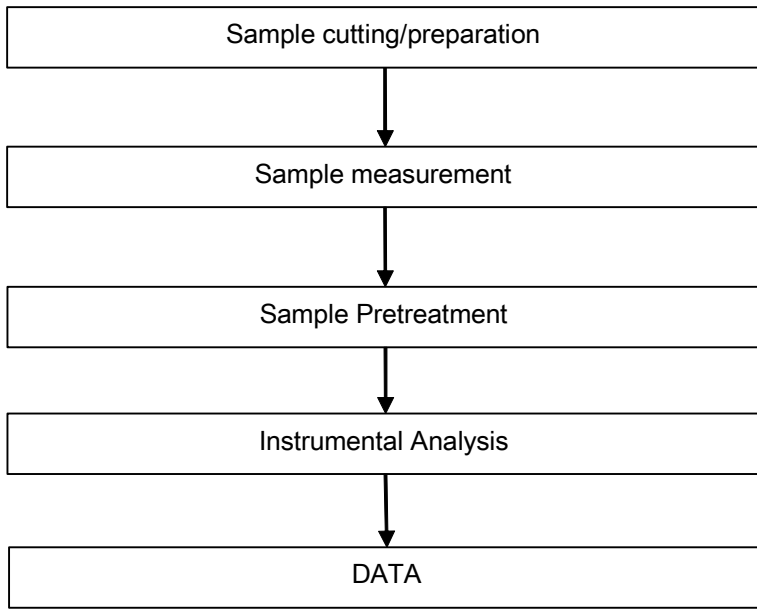 Sample cutting/preparation
Sample measurement
Sample Pretreatment
Instrumental Analysis
DATA